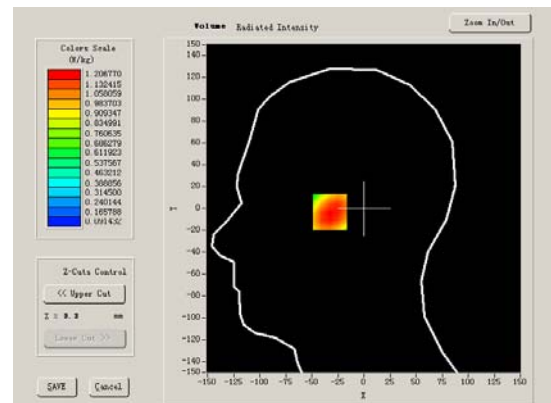 Volume Radiated Intensity
Zoom In/Out
Colors Scale
(W/kg)
1.206770
1.132415
1.058059
0.983703
0.909347
0.834991
0.760635
0.686279
0.611923
0.537567
0.463212
0.388856
0.314500
0.240144
0.165788
0.091432
Z-Cuts Control
<< Upper Cut
mm
Lower Cut >>
SAVE
Cancel
150
140
120
100
80
60
40
20
0
-20
-40
-60
-80
-100
-120
-140
-150
Y
-150 -125 -100 -75 -50 -25 0 25 50 75 100 125 150
X